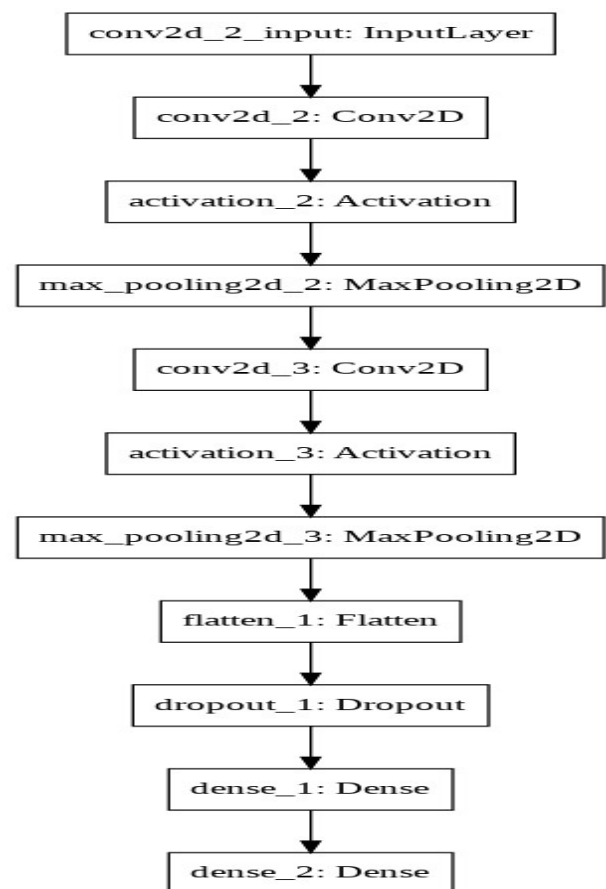 conv2d_2_input: InputLayer
conv2d_2: Conv2D
activation_2: Activation
max_pooling2d_2: MaxPooling2D
conv2d_3: Conv2D
activation_3: Activation
max_pooling2d_3: MaxPooling2D
flatten_1: Flatten
dropout_1: Dropout
dense_1: Dense
dense_2: Dense